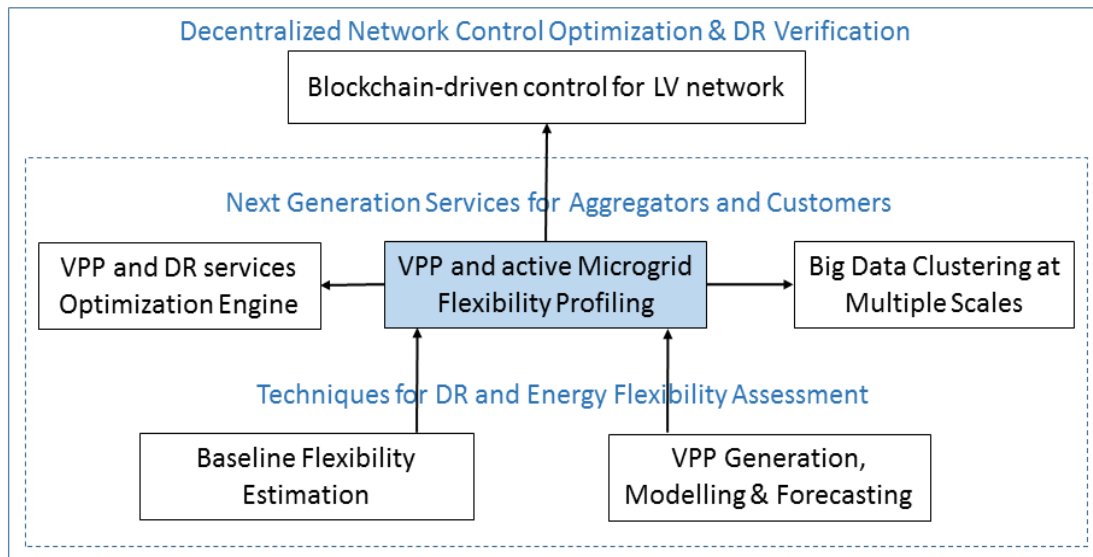 Decentralized Network Control Optimization & DR Verification
Blockchain-driven control for LV network
Next Generation Services for Aggregators and Customers
VPP and DR services
Optimization Engine
VPP and active Microgrid
Flexibility Profiling
Big Data Clustering at
Multiple Scales
Techniques for DR and Energy Flexibility Assessment
Baseline Flexibility
Estimation
VPP Generation,
Modelling & Forecasting